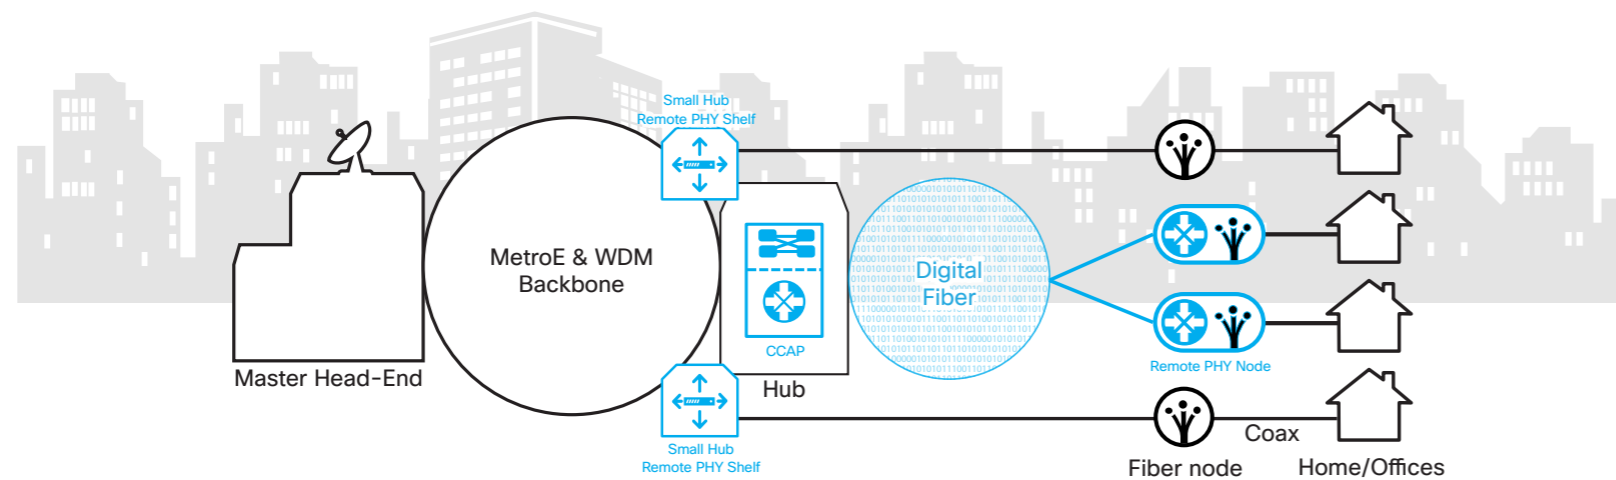 Small Hub
Remote PHY Shelf
MetroE & WDM
Backbone
Digital
Fiber
CCAP
Remote PHY Node
Master Head-End
Hub
Small Hub
Remote PHY Shelf
Coax
Fiber node
Home/Offices